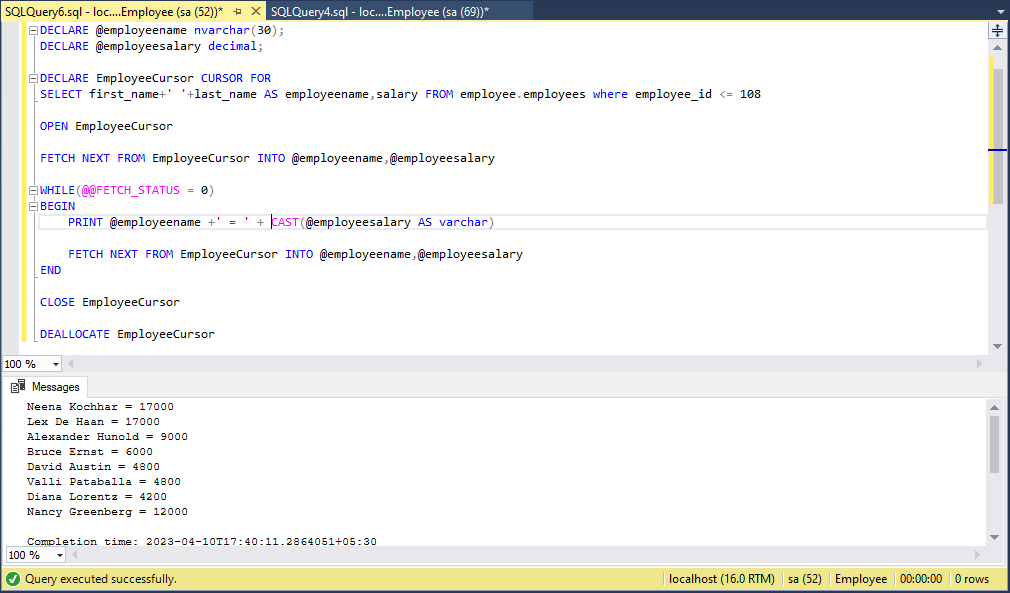 SQLQuery6.sql - loc....Employee (sa (52))* SQLQuery4.sql - loc....Employee (sa (69))*
DECLARE @employeename nvarchar(30);
DECLARE @employeesalary decimal;
DECLARE EmployeeCursor CURSOR FOR
SELECT first_name+' '+last_name AS employeename,salary FROM employee.employees where employee_id <= 108
OPEN EmployeeCursor
FETCH NEXT FROM EmployeeCursor INTO @employeename,@employeesalary
WHILE(@@FETCH_STATUS = 0)
BEGIN
PRINT @employeename +' = ' + CAST(@employeesalary AS varchar)
FETCH NEXT FROM EmployeeCursor INTO @employeename,@employeesalary
END
CLOSE EmployeeCursor
DEALLOCATE EmployeeCursor
100 %
Messages
Neena Kochhar = 17000
Lex De Haan = 17000
Alexander Hunold = 9000
Bruce Ernst = 6000
David Austin = 4800
Valli Pataballa = 4800
Diana Lorentz = 4200
Nancy Greenberg = 12000
Completion time: 2023-04-10T17:40:11.2864051+05:30
100 %
Query executed successfully. localhost (16.0 RTM) sa (52) Employee 00:00:00 0 rows